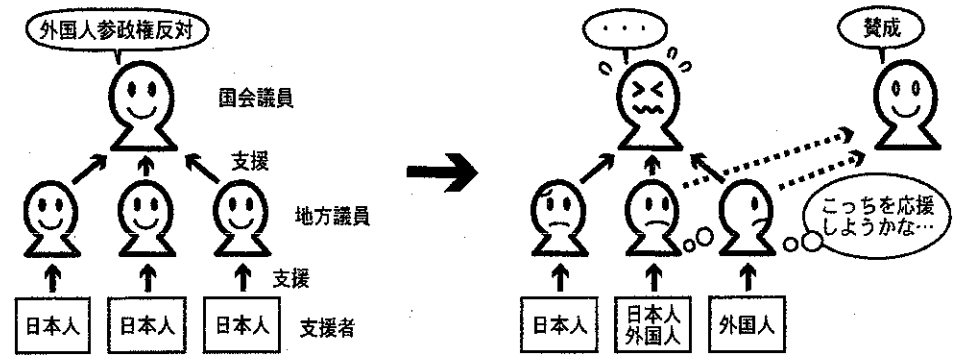 外国人参政権反対
国会議員
支援
地方議員
支援
日本人
日本人
日本人
支援者
・・・
賛成
こっちを応援
しようかな…
日本人
日本人
外国人
外国人